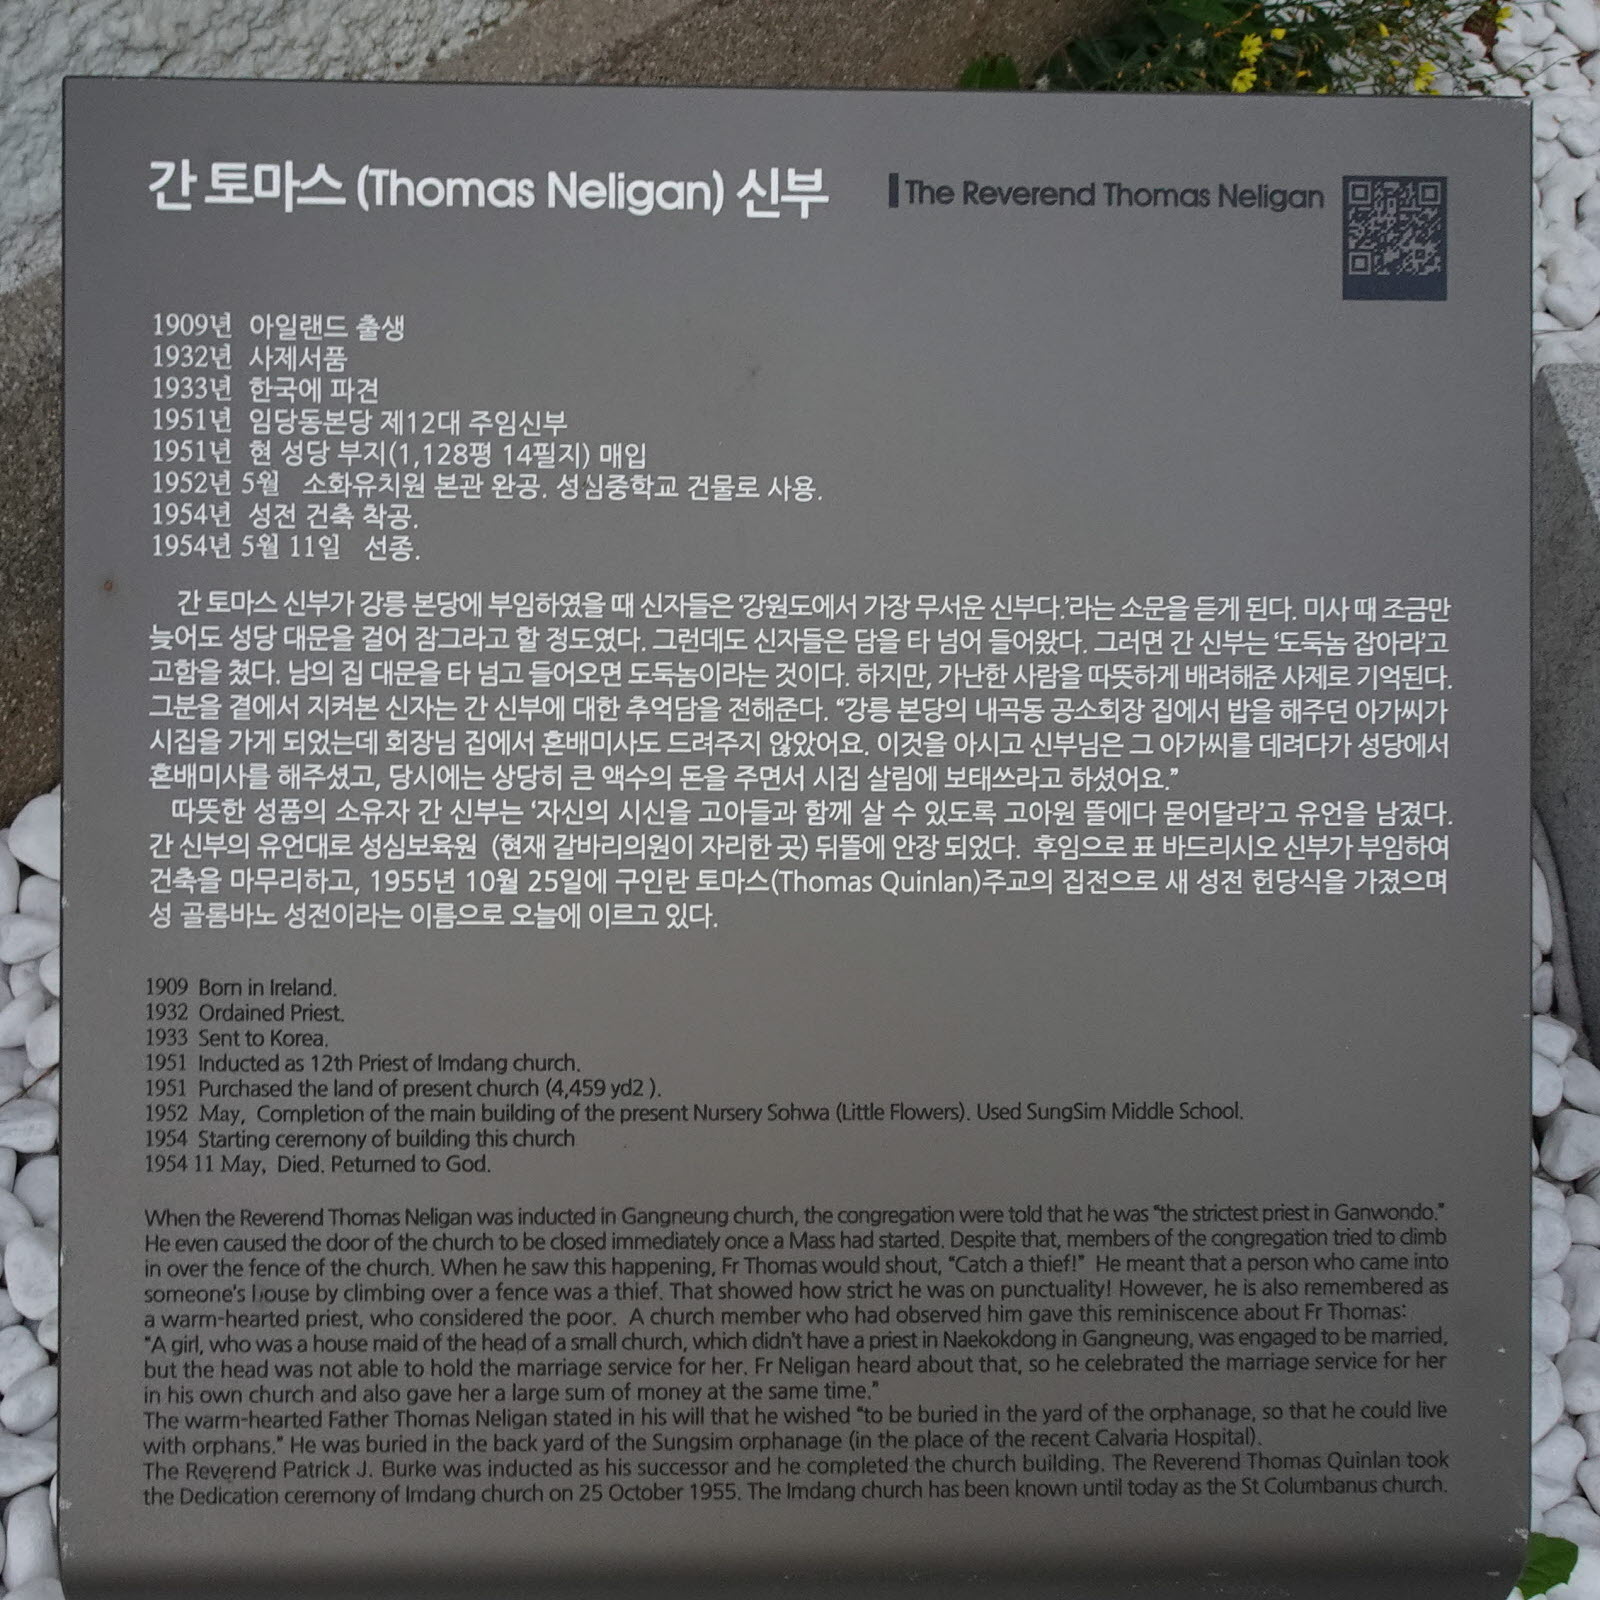 간 토마스 (Thomas Neligan) 신부
The Reverend Thomas Neligan
1909년 아일랜드 출생
1932년 사제서품
1933년 한국에 파견
1951년 임당동본당 제12대 주임신부
1951년 현 성당 부지(1,128평 14필지) 매입
1952년 5월 소화유치원 본관 완공. 성심중학교 건물로 사용.
1954년 성전 건축 착공.
1954년 5월 11일 선종.
간 토마스 신부가 강릉 본당에 부임하였을 때 신자들은 '강원도에서 가장 무서운 신부다.'라는 소문을 듣게 된다. 미사 때 조금만
늦어도 성당 대문을 걸어 잠그라고 할 정도였다. 그런데도 신자들은 담을 타 넘어 들어왔다. 그러면 간 신부는 '도둑놈 잡아라'고
고함을 쳤다. 남의 집 대문을 타 넘고 들어오면 도둑놈이라는 것이다. 하지만, 가난한 사람을 따뜻하게 배려해준 사제로 기억된다.
그분을 곁에서 지켜본 신자는 간 신부에 대한 추억담을 전해준다. "강릉 본당의 내곡동 공소회장 집에서 밥을 해주던 아가씨가
시집을 가게 되었는데 회장님 집에서 혼배미사도 드려주지 않았어요. 이것을 아시고 신부님은 그 아가씨를 데려다가 성당에서
혼배미사를 해주셨고, 당시에는 상당히 큰 액수의 돈을 주면서 시집 살림에 보태쓰라고 하셨어요."
따뜻한 성품의 소유자 간 신부는 '자신의 시신을 고아들과 함께 살 수 있도록 고아원 뜰에다 묻어달라'고 유언을 남겼다.
간 신부의 유언대로 성심보육원 (현재 갈바리의원이 자리한 곳) 뒤뜰에 안장 되었다. 후임으로 표 바드리시오 신부가 부임하여
건축을 마무리하고, 1955년 10월 25일에 구인란 토마스(Thomas Quinlan)주교의 집전으로 새 성전 헌당식을 가졌으며
성 골롬바노 성전이라는 이름으로 오늘에 이르고 있다.
1909 Born in Ireland.
1932 Ordained Priest.
1933 Sent to Korea.
1951 Inducted as 12th Priest of Imdang church.
1951 Purchased the land of present church (4,459 yd2 ).
1952 May, Completion of the main building of the present Nursery Sohwa (Little Flowers). Used SungSim Middle School.
1954 Starting ceremony of building this church
1954 11 May, Died. Peturned to God.
When the Reverend Thomas Neligan was inducted in Gangneung church, the congregation were told that he was "the strictest priest in Ganwondo."
He even caused the door of the church to be closed immediately once a Mass had started. Despite that, members of the congregation tried to climb
in over the fence of the church. When he saw this happening, Fr Thomas would shout, "Catch a thief!" He meant that a person who came into
someone's house by climbing over a fence was a thief. That showed how strict he was on punctuality! However, he is also remembered as
a warm-hearted priest, who considered the poor. A church member who had observed him gave this reminiscence about Fr Thomas:
"A girl, who was a house maid of the head of a small church, which didn't have a priest in Naekokdong in Gangneung, was engaged to be married,
but the head was not able to hold the marriage service for her. Fr Neligan heard about that, so he celebrated the marriage service for her
in his own church and also gave her a large sum of money at the same time."
The warm-hearted Father Thomas Neligan stated in his will that he wished "to be buried in the yard of the orphanage, so that he could live
with orphans." He was buried in the back yard of the Sungsim orphanage (in the place of the recent Calvaria Hospital).
The Reverend Patrick J. Burke was inducted as his successor and he completed the church building. The Reverend Thomas Quinlan took
the Dedication ceremony of Imdang church on 25 October 1955. The Imdang church has been known until today as the St Columbanus church.